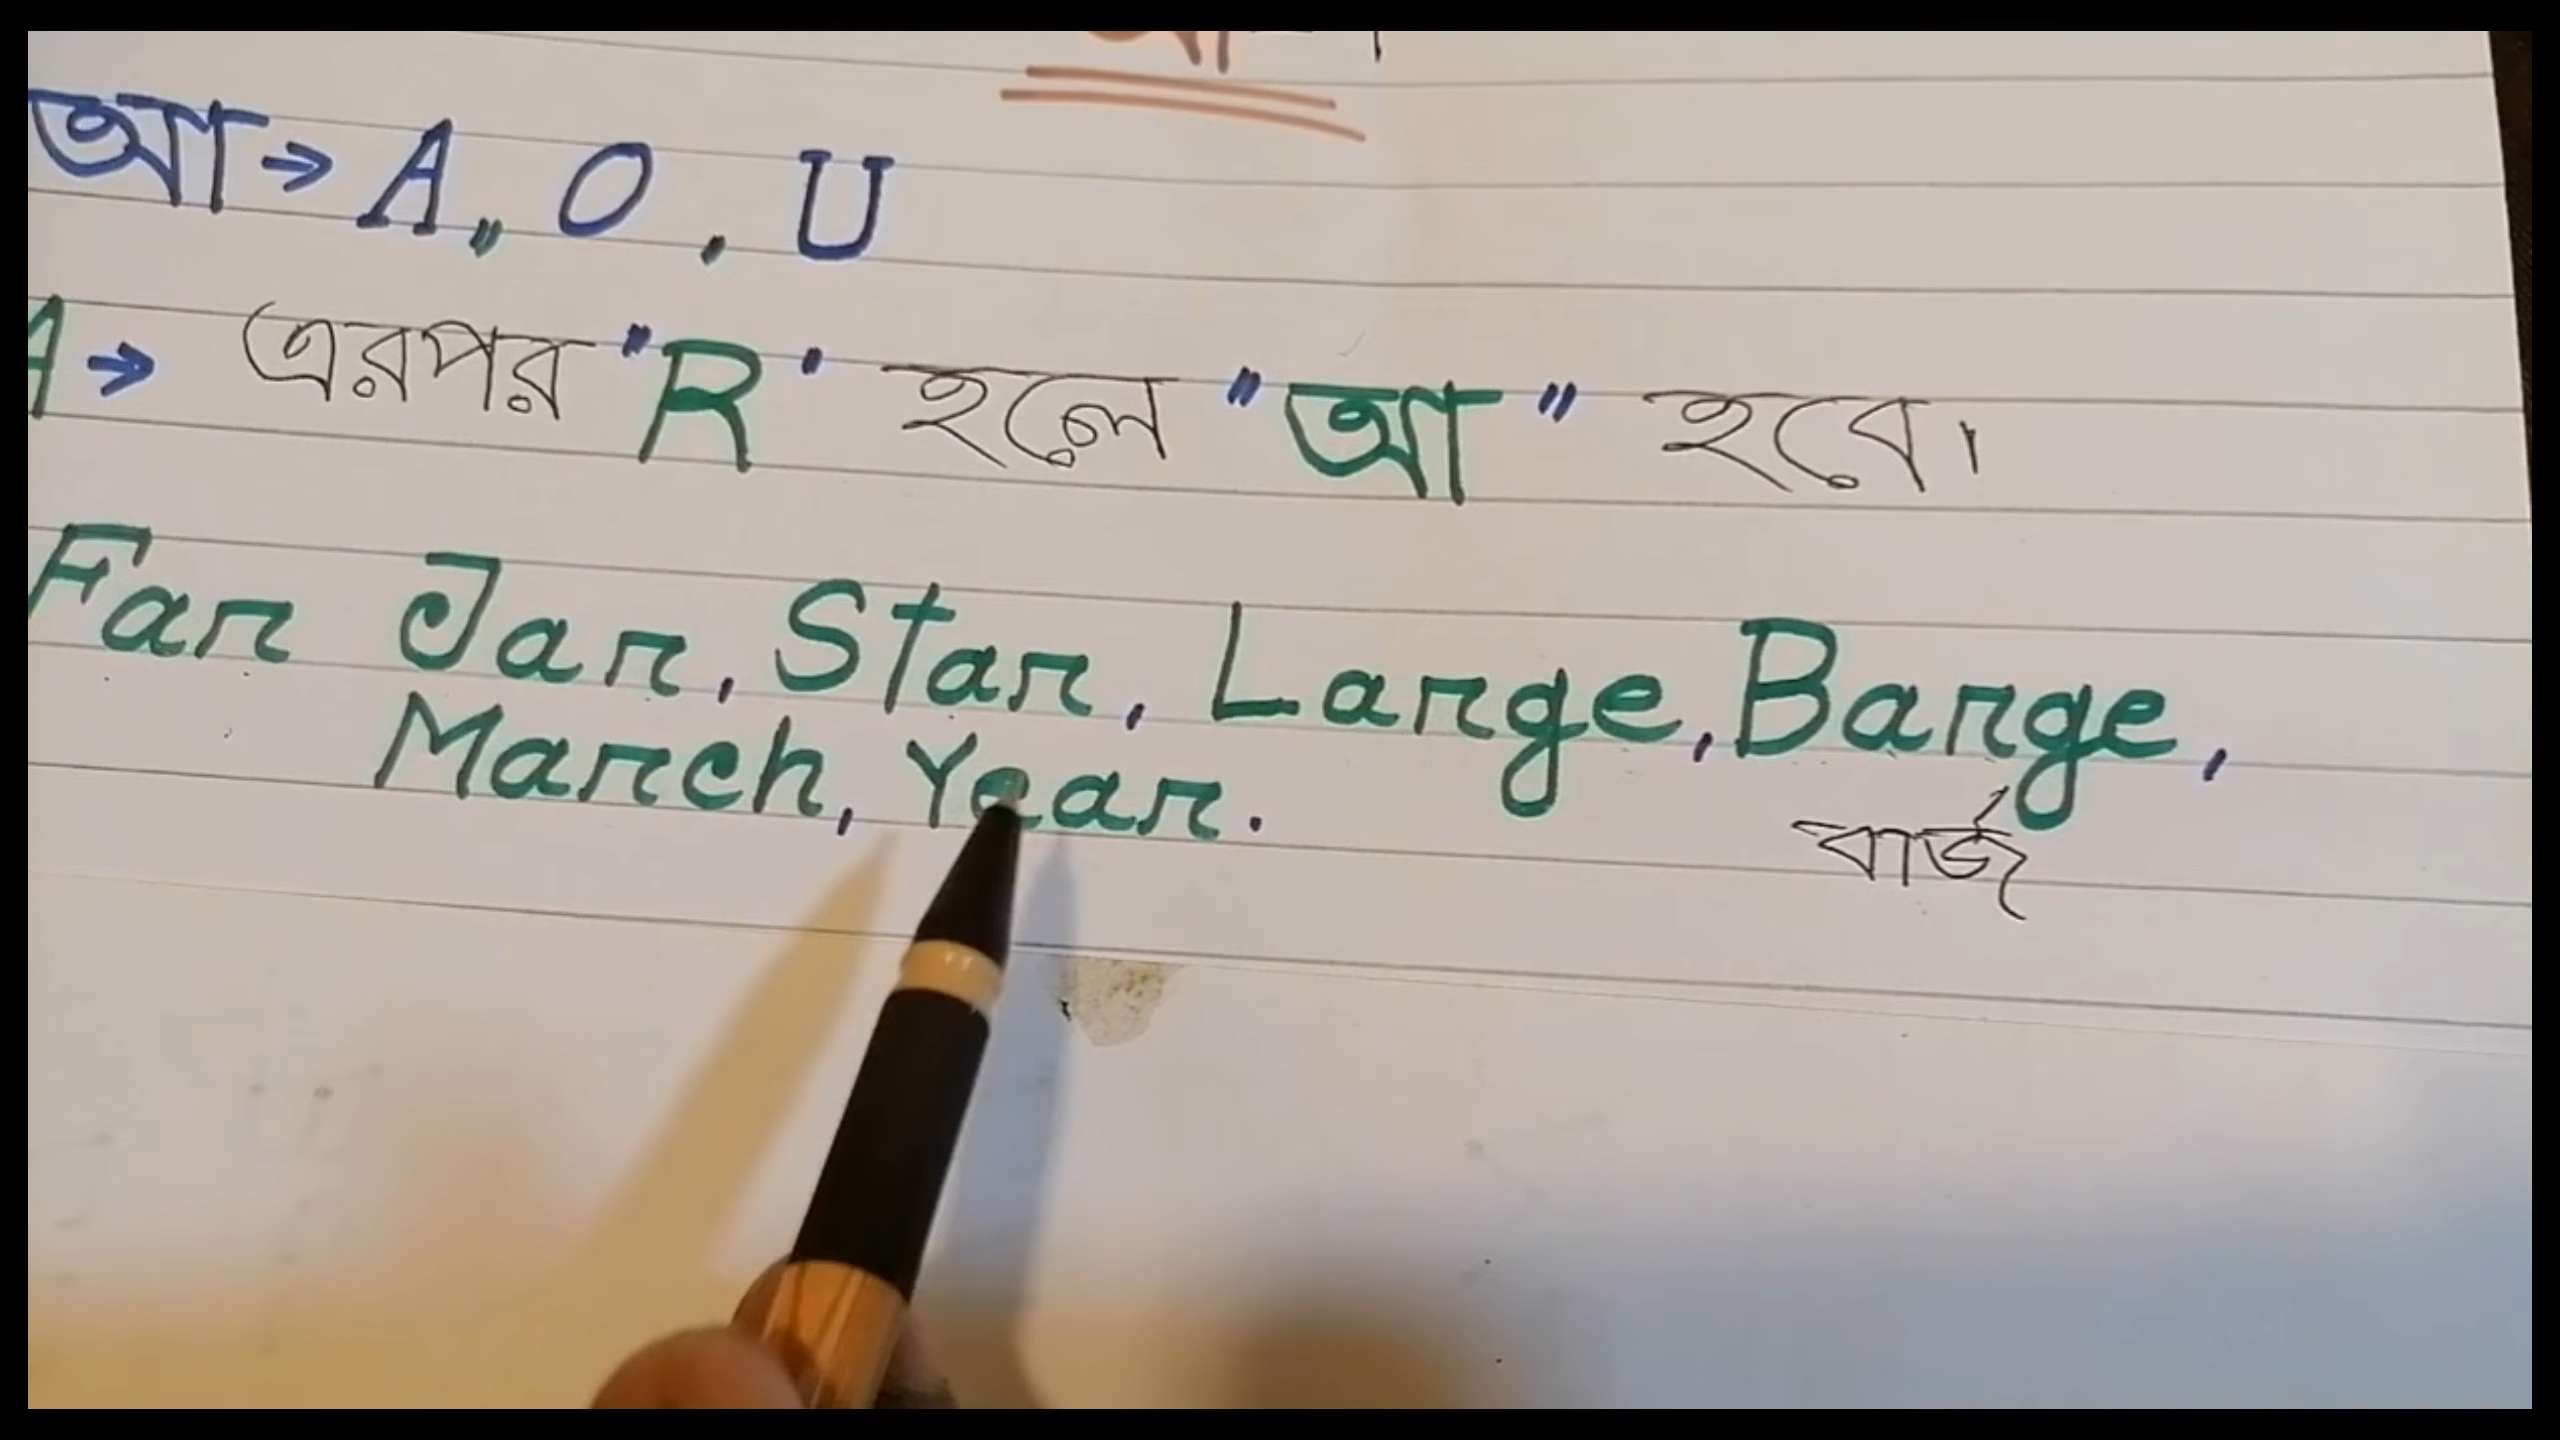 আ → A, O, U
A → এরপর "R" হলে "আ" হবে।
Far Jar, Star, Large, Barge,
March, Year.
বার্জ